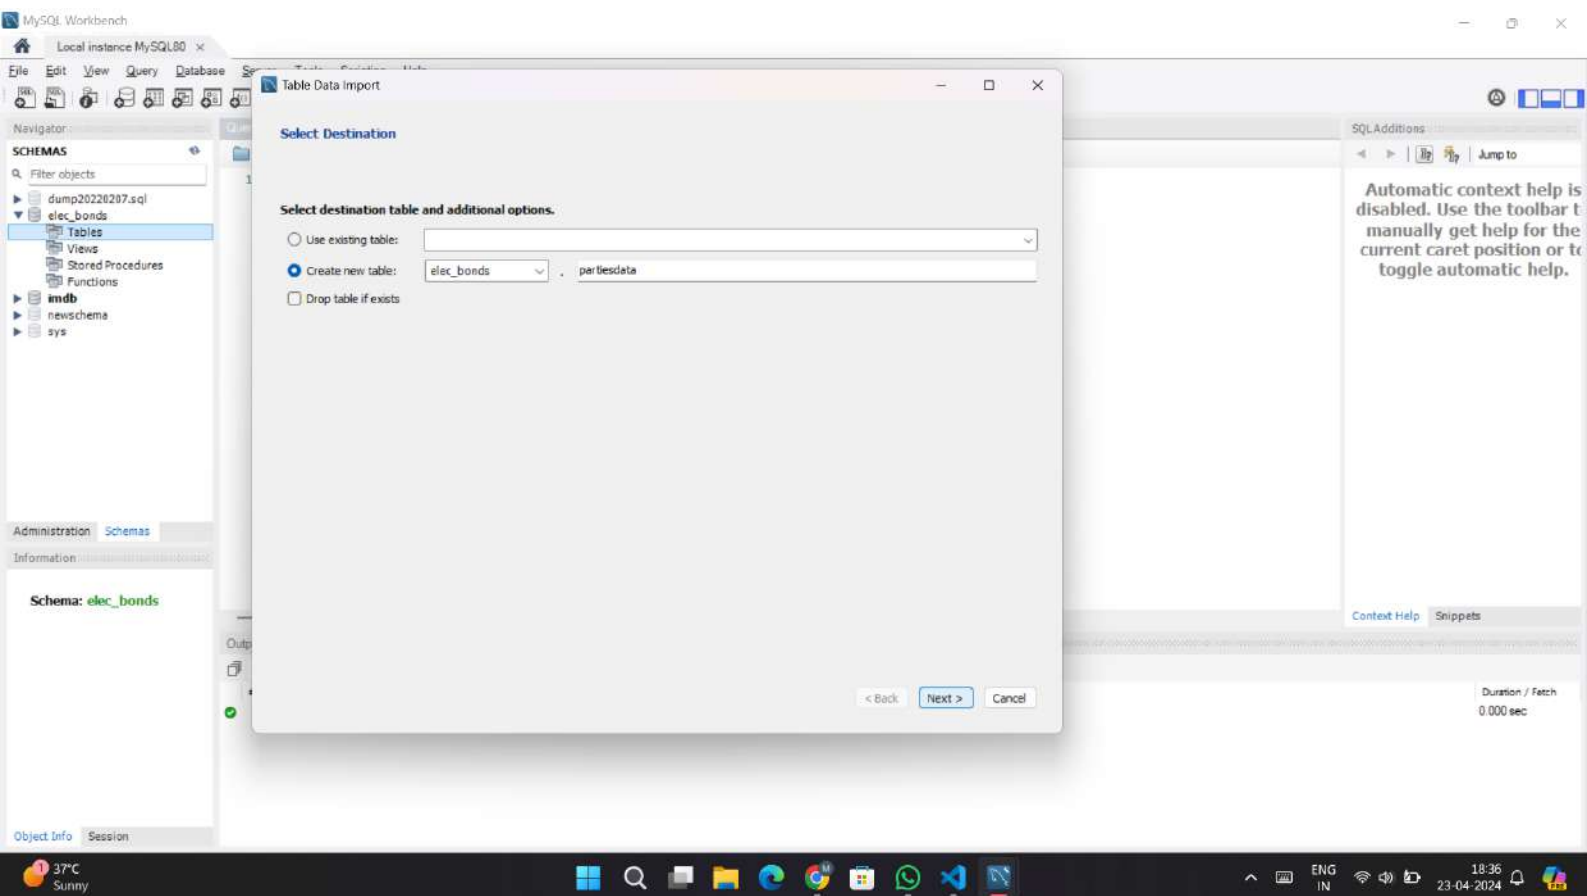 MySQL Workbench
Local instance MySQL80 ×
File Edit View Query Database
Table Data Import
Navigator
SCHEMAS
Filter objects
dump20220207.sql
elec_bonds
Tables
Views
Stored Procedures
Functions
imdb
newschema
sys
Administration Schemas
Information
Schema: elec_bonds
Object Info Session
Select Destination
1
Select destination table and additional options.
Use existing table:
Create new table: elec_bonds . partiesdata
Drop table if exists
< Back Next > Cancel
Outp
SQLAdditions
Jump to
Automatic context help is
disabled. Use the toolbar t
manually get help for the
current caret position or to
toggle automatic help.
Context Help Snippets
Duration / Fetch
0.000 sec
1
37°C
Sunny
ENG
IN
18:36
23-04-2024